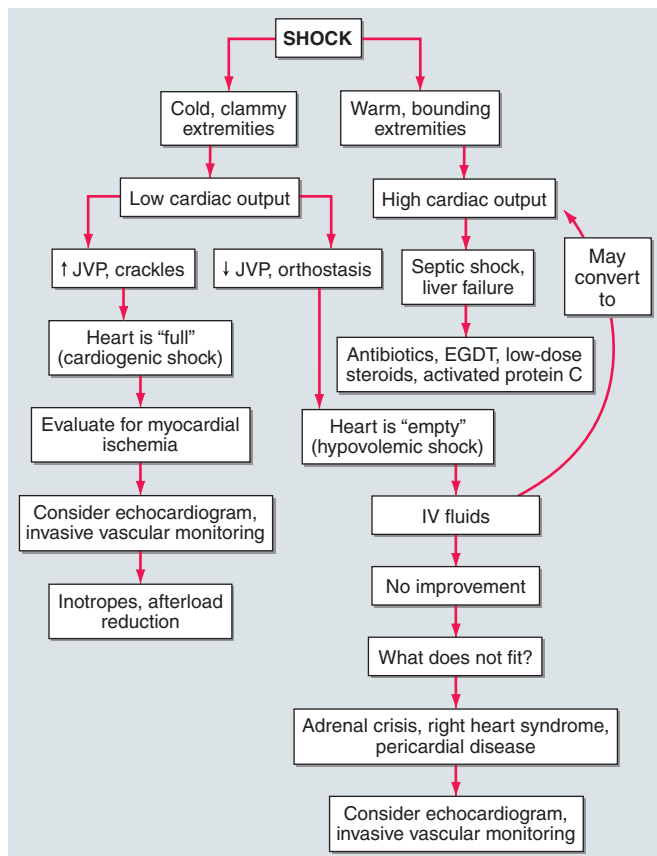 SHOCK
Cold, clammy
extremities
Warm, bounding
extremities
Low cardiac output
High cardiac output
↑ JVP, crackles
↓ JVP, orthostasis
Septic shock,
liver failure
May
convert
to
Heart is “full”
(cardiogenic shock)
Antibiotics, EGDT, low-dose
steroids, activated protein C
Evaluate for myocardial
ischemia
Heart is “empty”
(hypovolemic shock)
Consider echocardiogram,
invasive vascular monitoring
IV fluids
Inotropes, afterload
reduction
No improvement
What does not fit?
Adrenal crisis, right heart syndrome,
pericardial disease
Consider echocardiogram,
invasive vascular monitoring